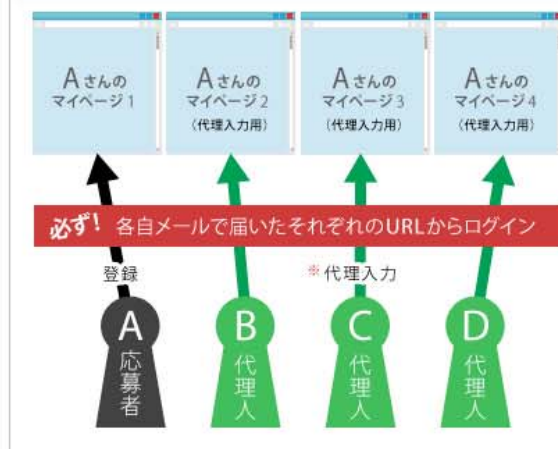 Aさんの
マイページ1
Aさんの
マイページ2
（代理入力用）
Aさんの
マイページ3
（代理入力用）
Aさんの
マイページ4
（代理入力用）
必ず! 各自メールで届いたそれぞれのURLからログイン
登録
※代理入力
A
応募者
B
代理人
C
代理人
D
代理人